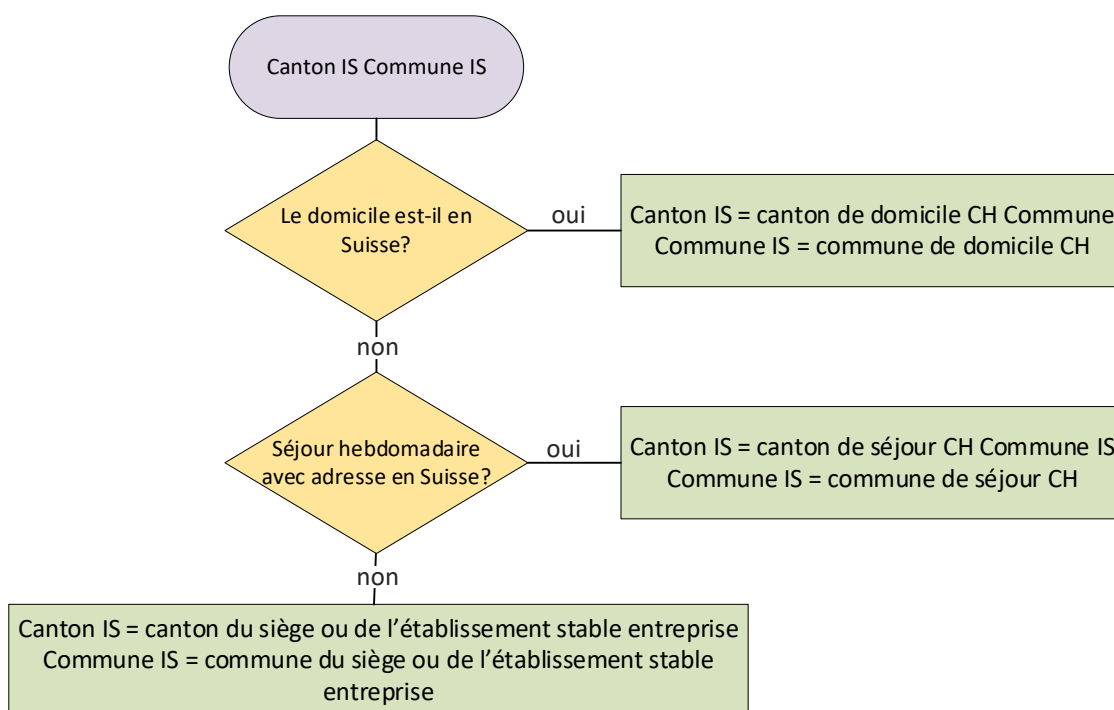 Canton IS Commune IS
Le domicile est-il en
Suisse?
oui
Canton IS = canton de domicile CH Commune
Commune IS = commune de domicile CH
non
Séjour hebdomadaire
avec adresse en Suisse?
oui
Canton IS = canton de séjour CH Commune IS
Commune IS = commune de séjour CH
non
Canton IS = canton du siège ou de l’établissement stable entreprise
Commune IS = commune du siège ou de l’établissement stable
entreprise